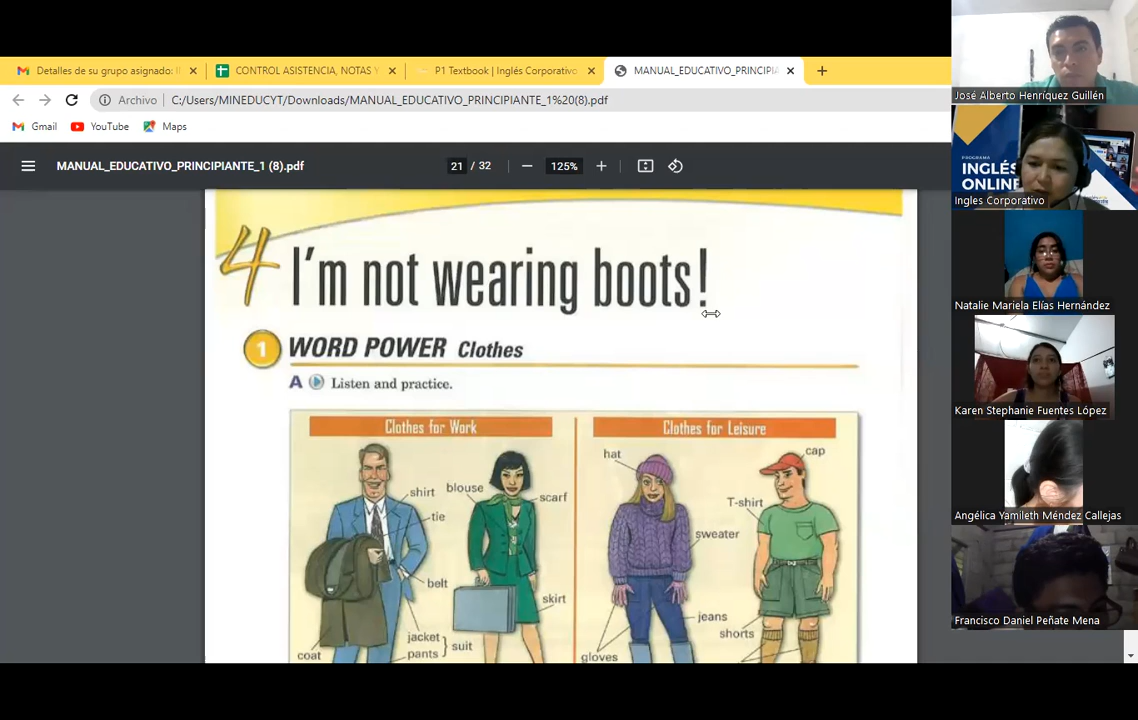 Detalles de su grupo asignado: I
CONTROL ASISTENCIA, NOTAS Y
P1 Textbook | Inglés Corporativo
MANUAL_EDUCATIVO_PRINCIPIA
Archivo
C:/Users/MINEDUCYT/Downloads/MANUAL_EDUCATIVO_PRINCIPIANTE_1%20(8).pdf
Gmail
YouTube
Maps
MANUAL_EDUCATIVO_PRINCIPIANTE_1 (8).pdf
21 / 32
125%
4 I'm not wearing boots!
1 WORD POWER Clothes
A Listen and practice.
Clothes for Work
Clothes for Leisure
shirt
tie
blouse
scarf
belt
skirt
jacket
pants
suit
coat
hat
cap
T-shirt
sweater
jeans
shorts
gloves
José Alberto Henríquez Guillén
PROGRAMA
INGLÉS
ONLINE
Ingles Corporativo
Natalie Mariela Elías Hernández
Karen Stephanie Fuentes López
Angélica Yamileth Méndez Callejas
Francisco Daniel Peñate Mena